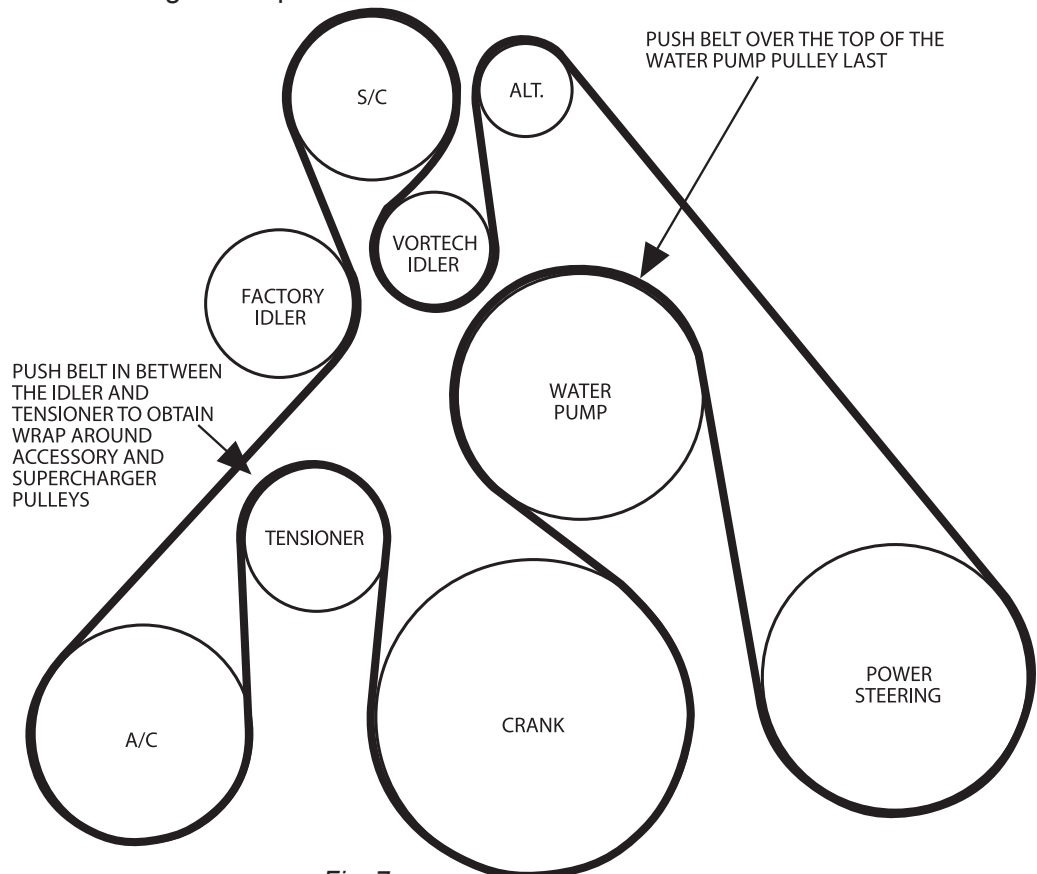 S/C
ALT.
PUSH BELT OVER THE TOP OF THE
WATER PUMP PULLEY LAST
VORTECH
IDLER
FACTORY
IDLER
PUSH BELT IN BETWEEN
THE IDLER AND
TENSIONER TO OBTAIN
WRAP AROUND
ACCESSORY AND
SUPERCHARGER
PULLEYS
WATER
PUMP
TENSIONER
POWER
STEERING
A/C
CRANK